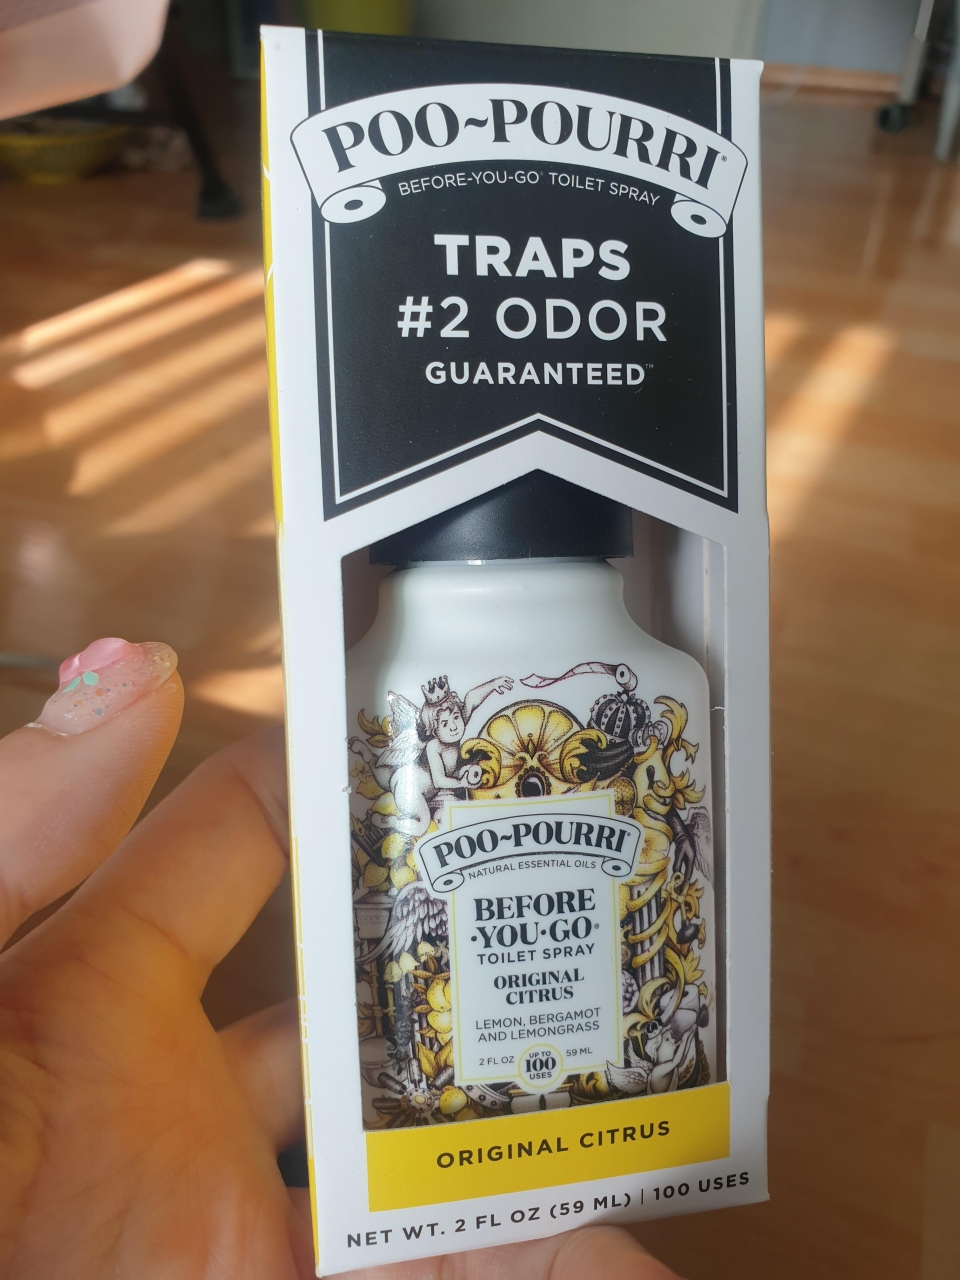 POO~POURRI®
BEFORE-YOU-GO® TOILET SPRAY
TRAPS
#2 ODOR
GUARANTEED™
POO~POURRI®
NATURAL ESSENTIAL OILS
BEFORE
·YOU·GO®
TOILET SPRAY
ORIGINAL
CITRUS
LEMON, BERGAMOT
AND LEMONGRASS
2 FL OZ UP TO 100 USES 59 ML
ORIGINAL CITRUS
NET WT. 2 FL OZ (59 ML) | 100 USES